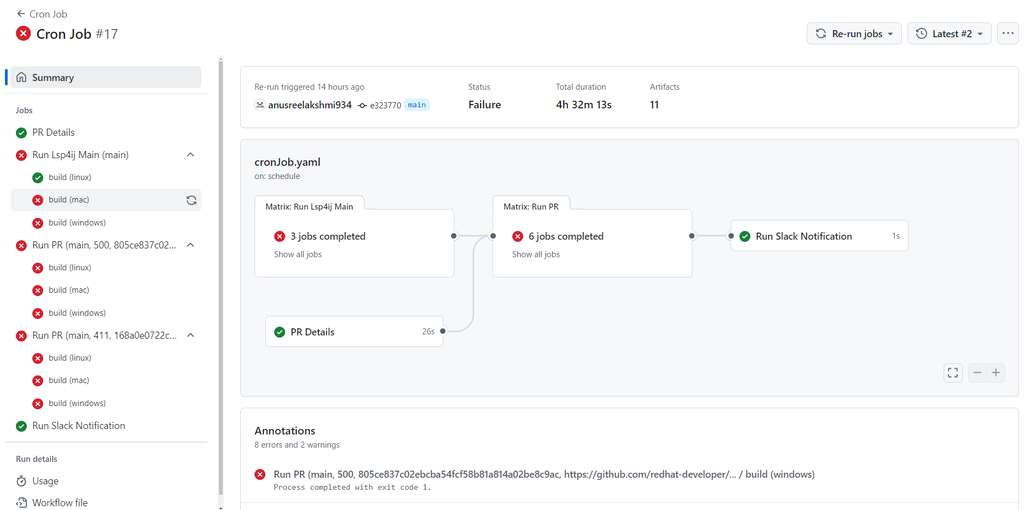 Cron Job
Cron Job #17
Re-run jobs
Latest #2
Summary
Jobs
PR Details
Run Lsp4ij Main (main)
build (linux)
build (mac)
build (windows)
Run PR (main, 500, 805ce837c02...
build (linux)
build (mac)
build (windows)
Run PR (main, 411, 168a0e0722c...
build (linux)
build (mac)
build (windows)
Run Slack Notification
Run details
Usage
Workflow file
Re-run triggered 14 hours ago
anusreelakshmi934 e323770 main
Status
Failure
Total duration
4h 32m 13s
Artifacts
11
cronJob.yaml
on: schedule
Matrix: Run Lsp4ij Main
3 jobs completed
Show all jobs
Matrix: Run PR
6 jobs completed
Show all jobs
Run Slack Notification 1s
PR Details 26s
Annotations
8 errors and 2 warnings
Run PR (main, 500, 805ce837c02ebcba54fcf58b81a814a02be8c9ac, https://github.com/redhat-developer/... / build (windows)
Process completed with exit code 1.